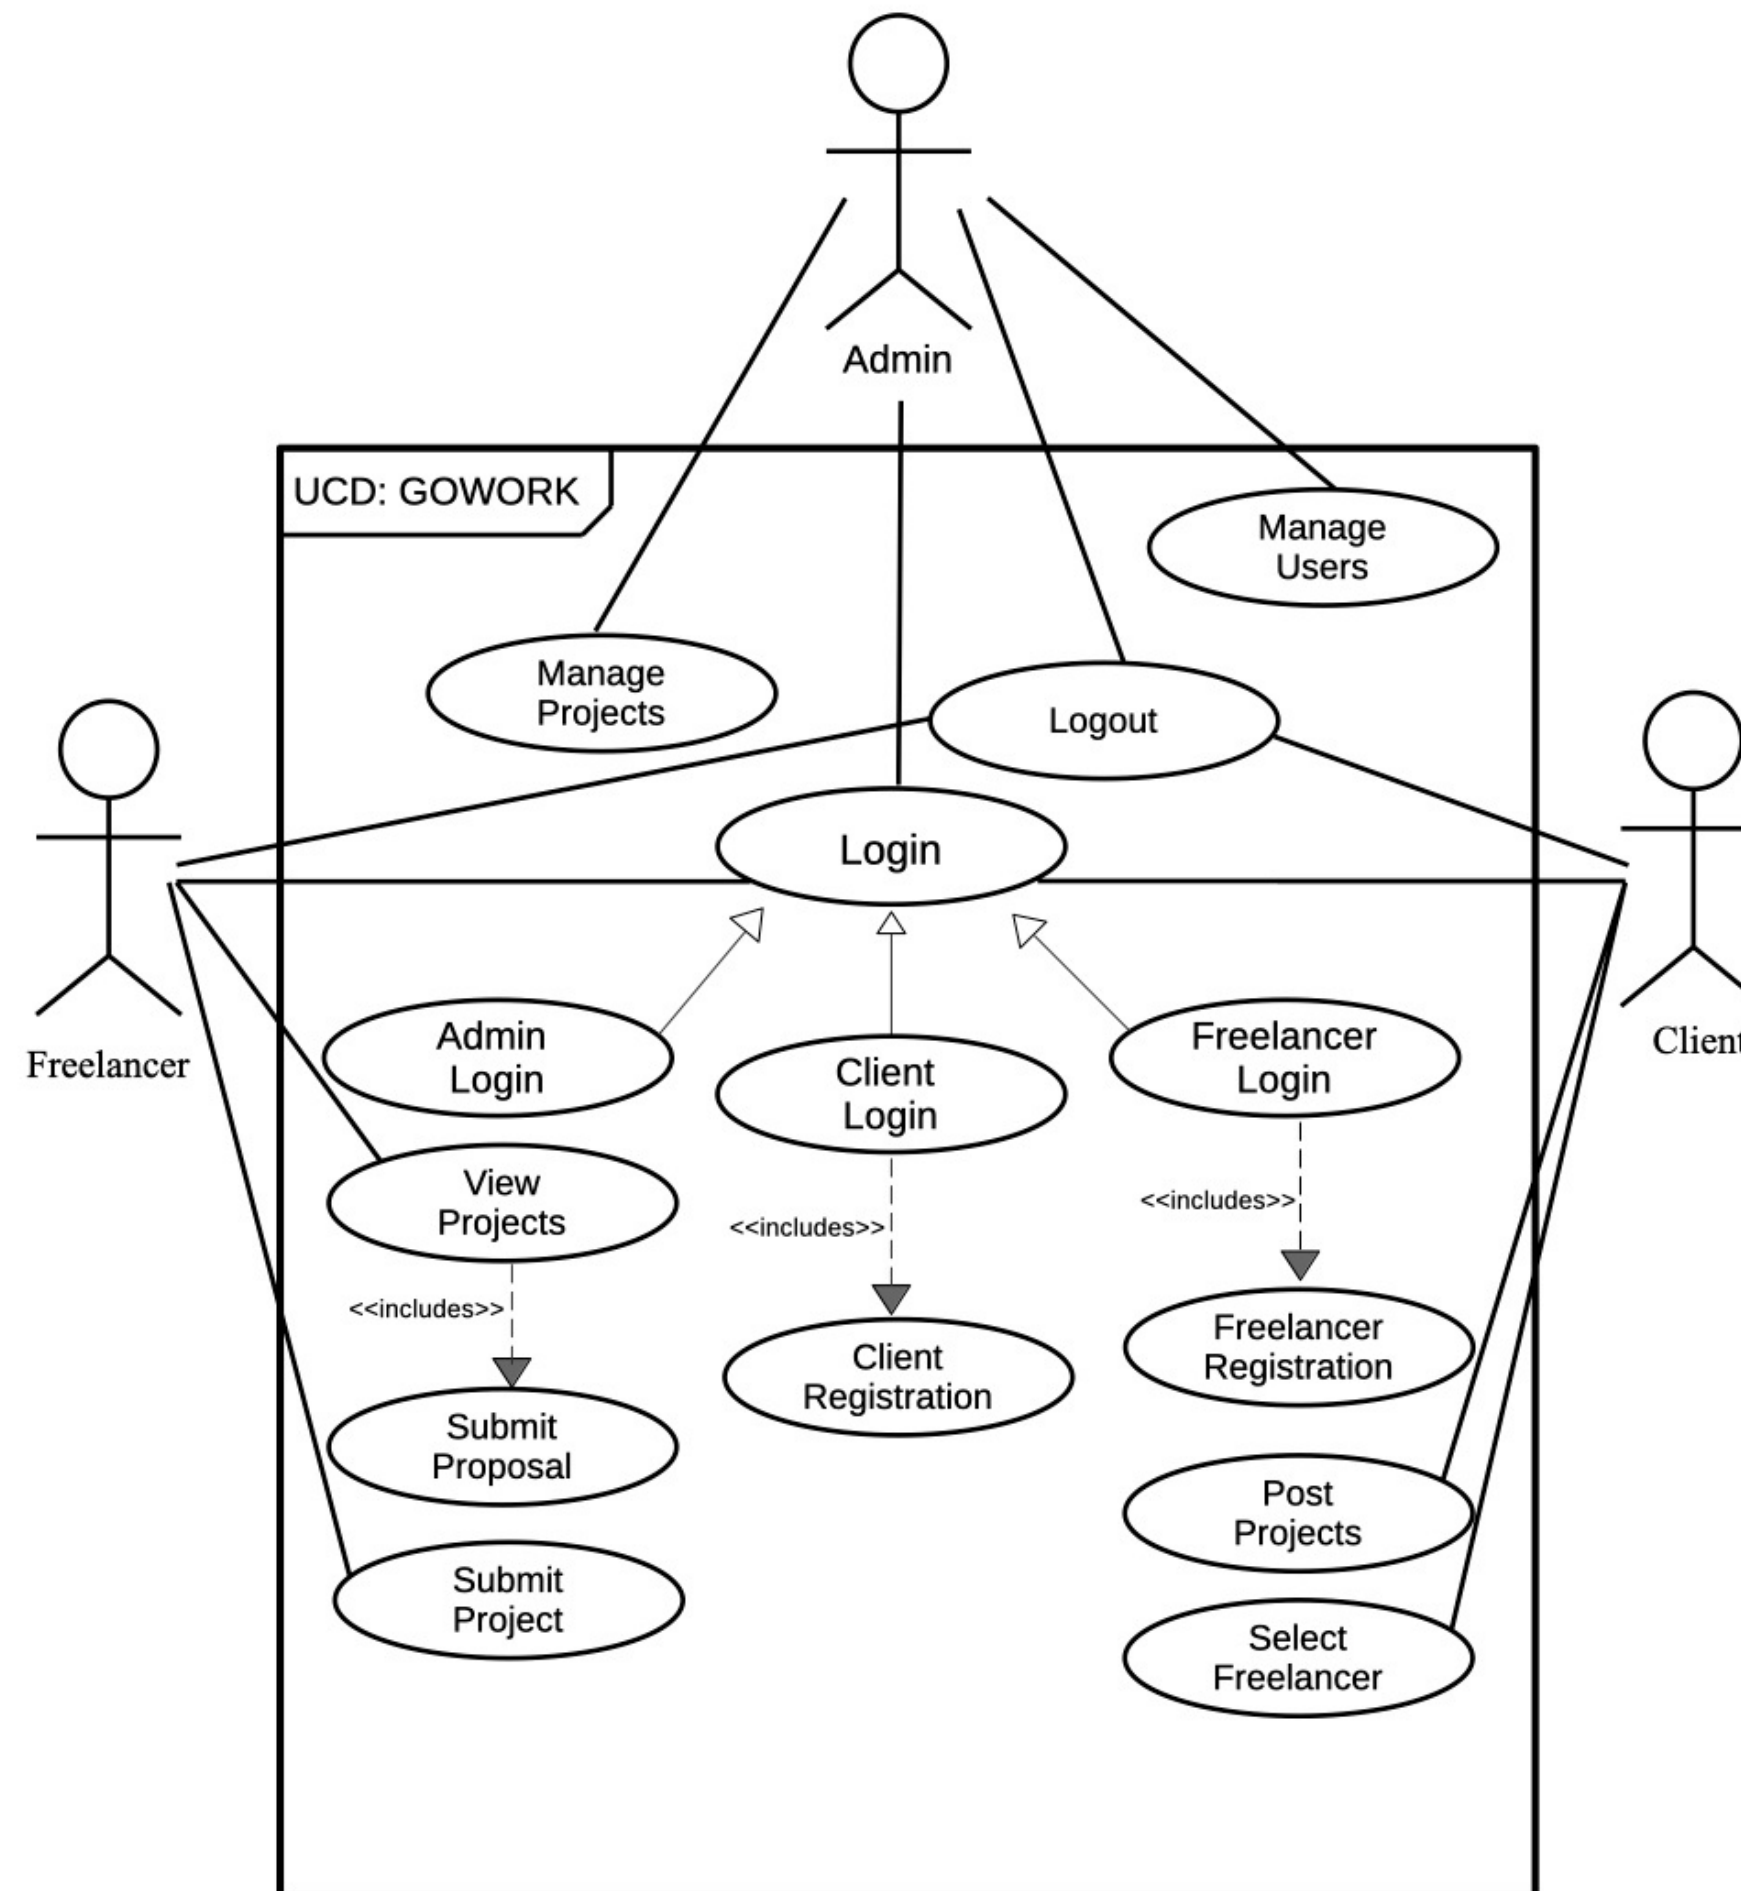 Admin
UCD: GOWORK
Manage
Users
Manage
Projects
Logout
Login
Freelancer
Client
Admin
Login
Client
Login
Freelancer
Login
View
Projects
<<includes>>
<<includes>>
<<includes>>
Client
Registration
Freelancer
Registration
Submit
Proposal
Post
Projects
Submit
Project
Select
Freelancer